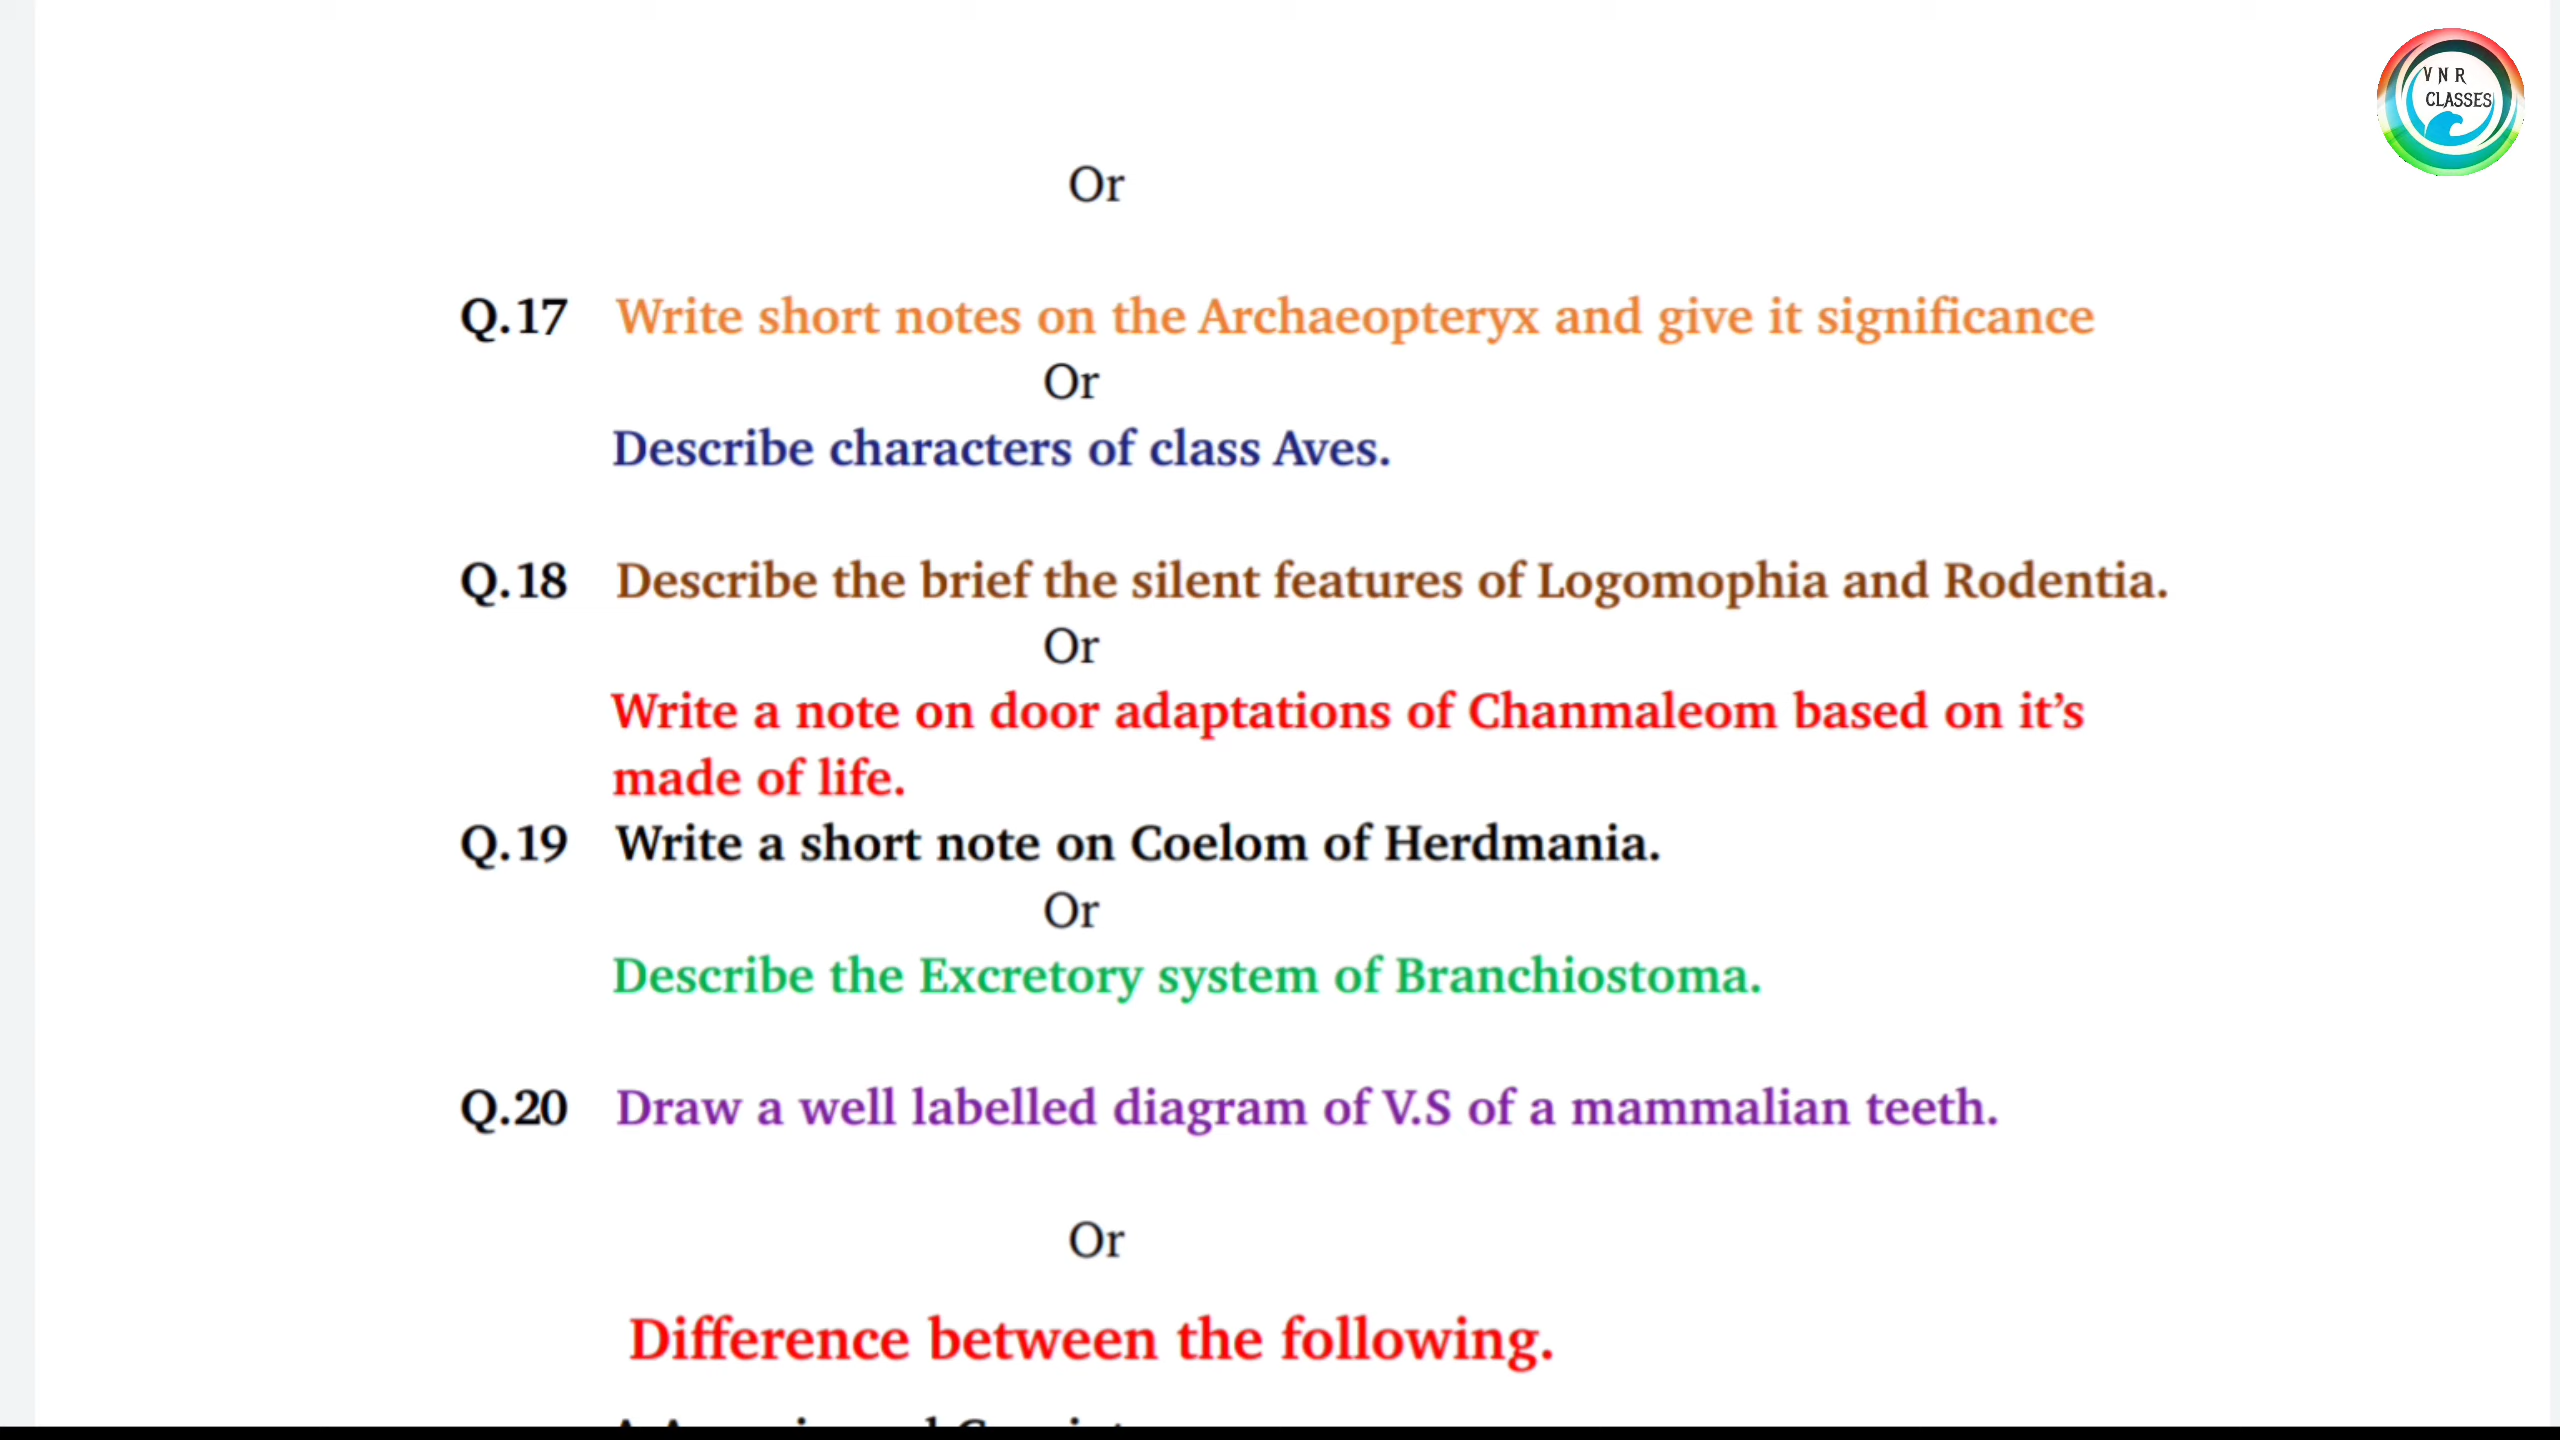 V N R
CLASSES
Or
Q.17 Write short notes on the Archaeopteryx and give it significance
Or
Describe characters of class Aves.
Q.18 Describe the brief the silent features of Logomophia and Rodentia.
Or
Write a note on door adaptations of Chanmaleom based on it’s
made of life.
Q.19 Write a short note on Coelom of Herdmania.
Or
Describe the Excretory system of Branchiostoma.
Q.20 Draw a well labelled diagram of V.S of a mammalian teeth.
Or
Difference between the following.